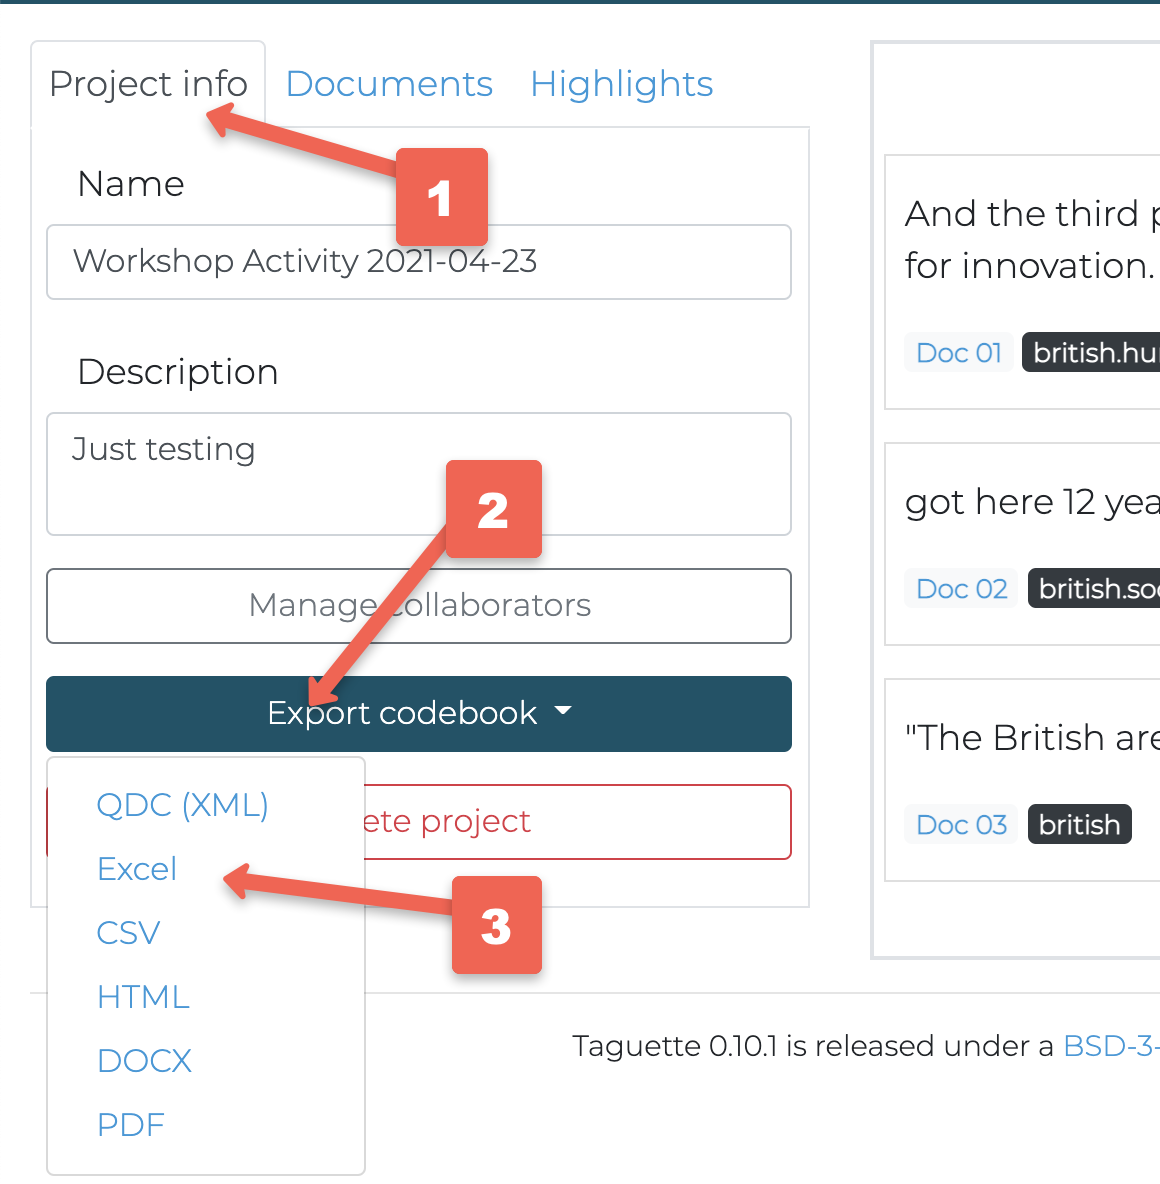 Project info
Documents
Highlights
1
Name
Workshop Activity 2021-04-23
Description
Just testing
2
Manage collaborators
Export codebook
QDC (XML)
Excel
CSV
HTML
DOCX
PDF
ete project
3
And the third
for innovation.
Doc 01
british.hu
got here 12 yea
Doc 02
british.so
"The British are
Doc 03
british
Taguette 0.10.1 is released under a BSD-3-